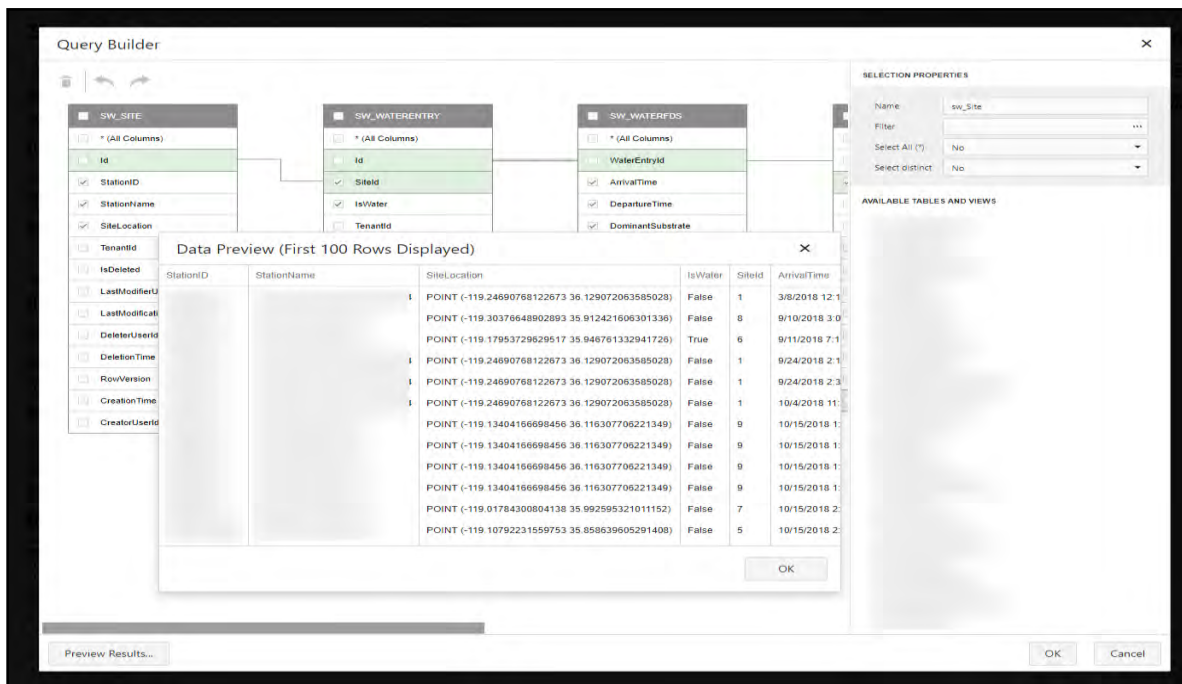 Query Builder
SELECTION PROPERTIES
Name sw_Site
Filter ...
Select All (*) No
Select distinct No
AVAILABLE TABLES AND VIEWS
SW_SITE
* (All Columns)
Id
StationID
StationName
SiteLocation
TenantId
IsDeleted
LastModifierU
LastModificati
DeleterUserId
DeletionTime
RowVersion
CreationTime
CreatorUserId
SW_WATERENTRY
* (All Columns)
Id
SiteId
IsWater
TenantId
SW_WATERFDS
* (All Columns)
WaterEntryId
ArrivalTime
DepartureTime
DominantSubstrate
Data Preview (First 100 Rows Displayed)
StationID StationName SiteLocation IsWater SiteId ArrivalTime
POINT (-119.24690768122673 36.129072063585028) False 1 3/8/2018 12:1
POINT (-119.30376648902893 35.912421606301336) False 8 9/10/2018 3:0
POINT (-119.17953729629517 35.946761332941726) True 6 9/11/2018 7:1
POINT (-119.24690768122673 36.129072063585028) False 1 9/24/2018 2:1
POINT (-119.24690768122673 36.129072063585028) False 1 9/24/2018 2:3
POINT (-119.24690768122673 36.129072063585028) False 1 10/4/2018 11:
POINT (-119.13404166698456 36.116307706221349) False 9 10/15/2018 1:
POINT (-119.13404166698456 36.116307706221349) False 9 10/15/2018 1:
POINT (-119.13404166698456 36.116307706221349) False 9 10/15/2018 1:
POINT (-119.13404166698456 36.116307706221349) False 9 10/15/2018 1:
POINT (-119.01784300804138 35.992595321011152) False 7 10/15/2018 2:
POINT (-119.10792231559753 35.858639605291408) False 5 10/15/2018 2:
OK
Preview Results...
OK
Cancel